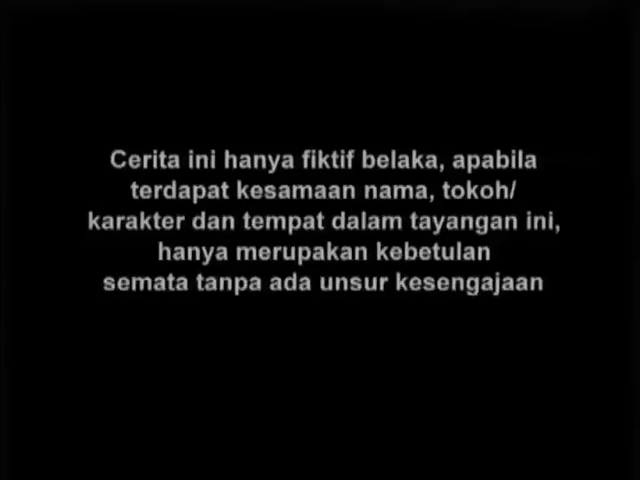 Cerita ini hanya fiktif belaka, apabila
terdapat kesamaan nama, tokoh/
karakter dan tempat dalam tayangan ini,
hanya merupakan kebetulan
semata tanpa ada unsur kesengajaan